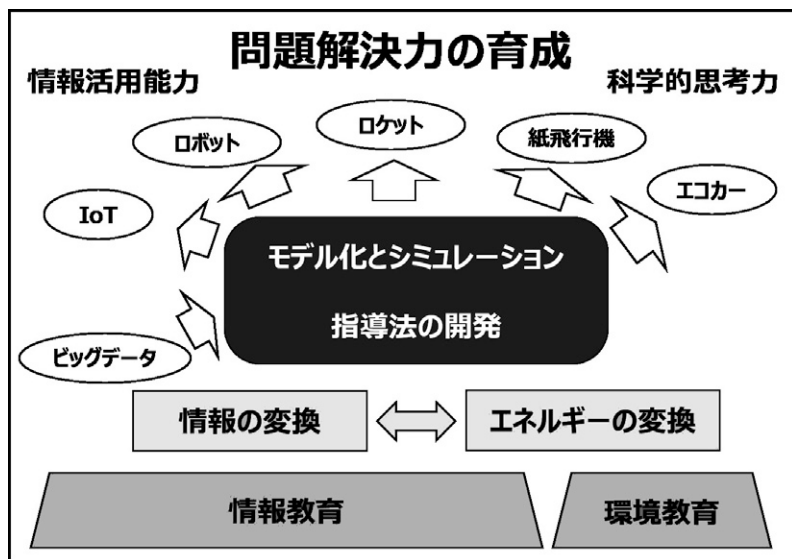 問題解決力の育成
情報活用能力
科学的思考力
ロボット
ロケット
紙飛行機
IoT
エコカー
モデル化とシミュレーション
指導法の開発
ビッグデータ
情報の変換
エネルギーの変換
情報教育
環境教育